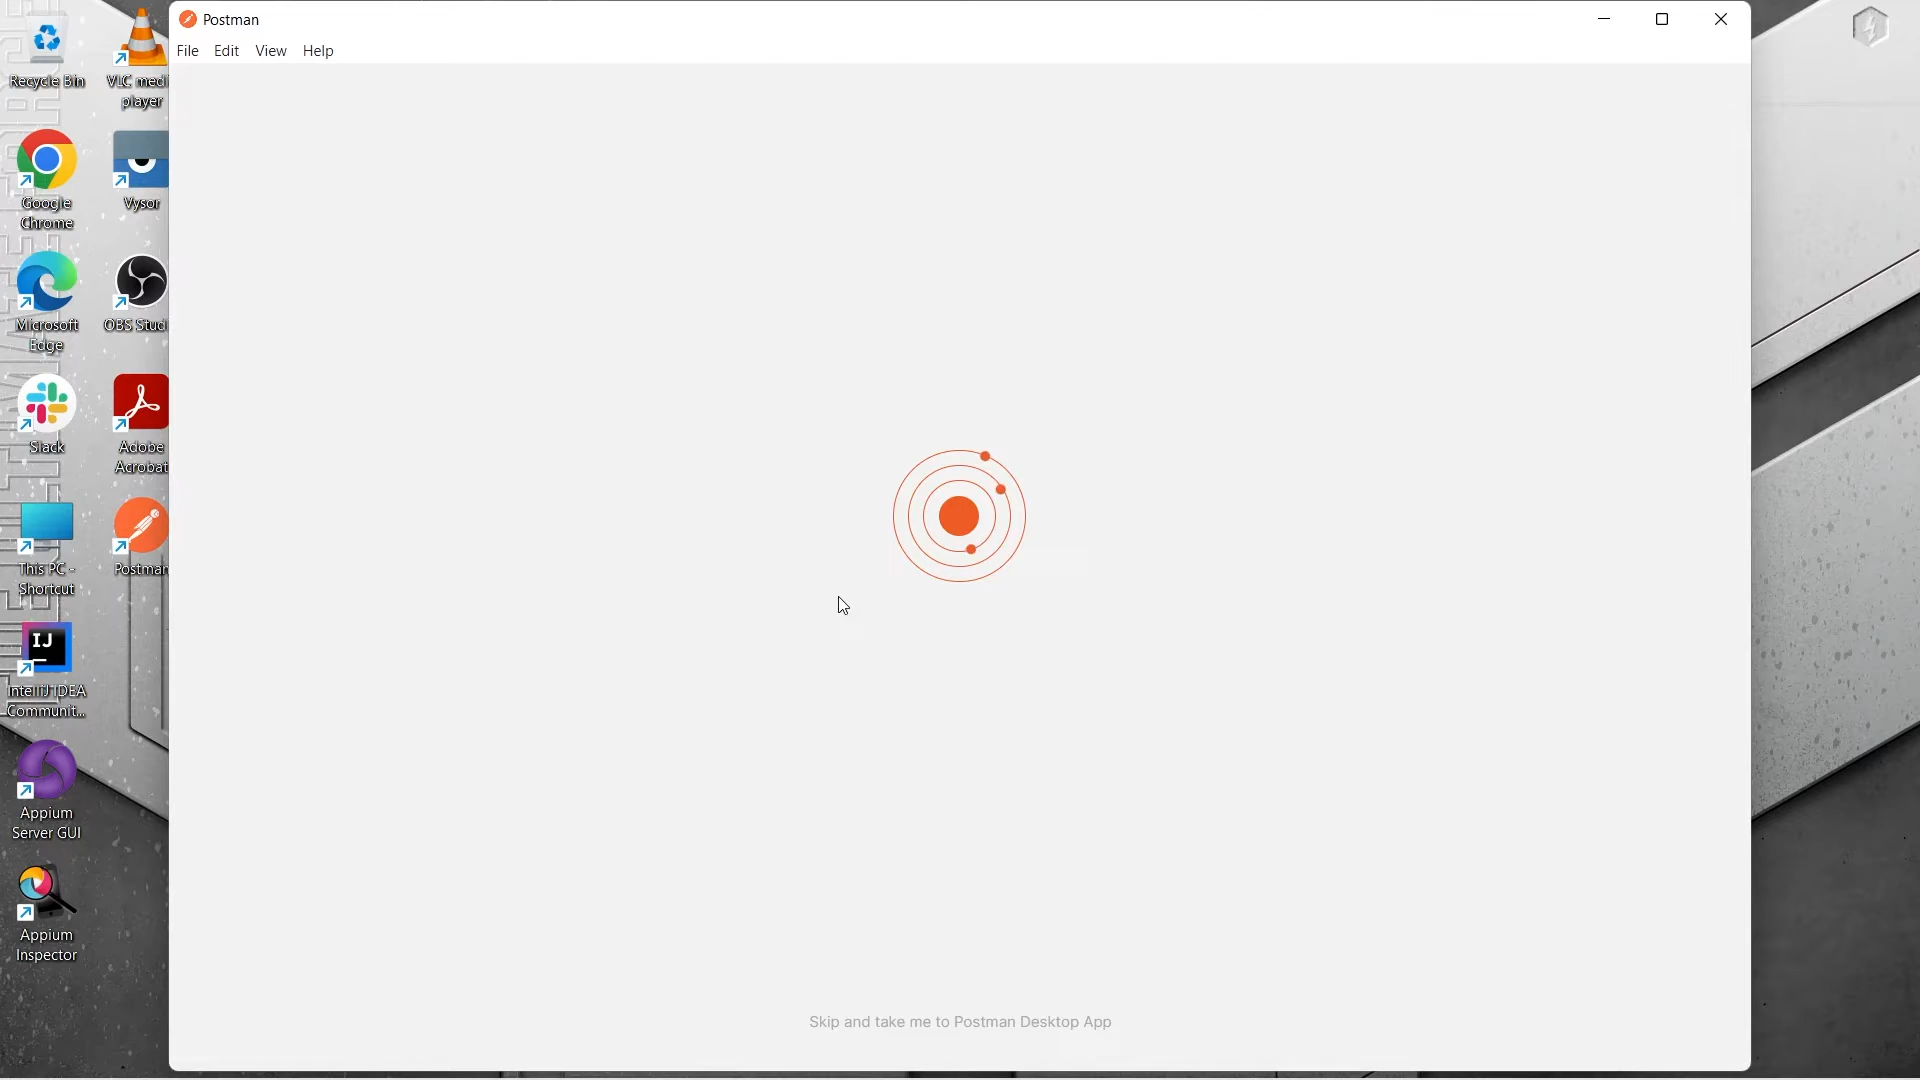 Postman
File Edit View Help
Recycle Bin
VLC medi
player
Google
Chrome
Vysor
Microsoft
Edge
OBS Studi
Slack
Adobe
Acrobat
This PC -
Shortcut
Postman
IJ
IntelliJ IDEA
Communit...
Appium
Server GUI
Appium
Inspector
Skip and take me to Postman Desktop App